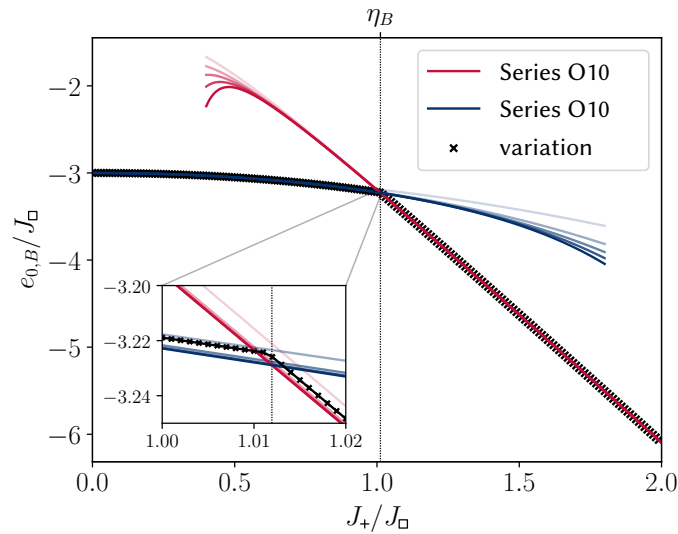 η_B
−2
−3
−4
−5
−6
e_{0,B}/J_□
Series O10
Series O10
variation
−3.20
−3.22
−3.24
1.00
1.01
1.02
0.0
0.5
1.0
1.5
2.0
J_+/J_□